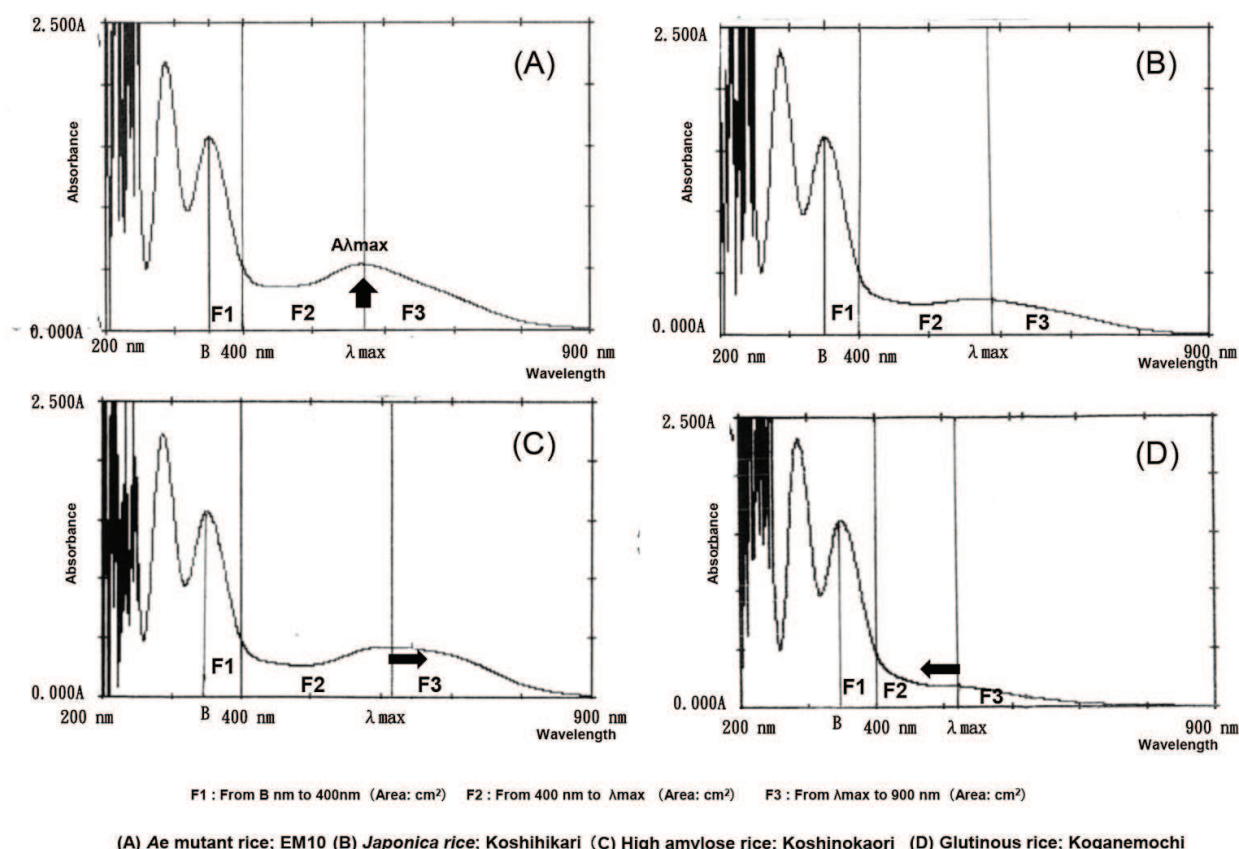 2.500A
(A)
Absorbance
Aλmax
F1 F2 F3
0.000A
200 nm B 400 nm λ max 900 nm
Wavelength
2.500A
(B)
Absorbance
F1 F2 F3
0.000A
200 nm B 400 nm λ max 900 nm
Wavelength
2.500A
(C)
Absorbance
F1 F2 F3
0.000A
200 nm B 400 nm λ max 900 nm
Wavelength
2.500A
(D)
Absorbance
F1 F2 F3
0.000A
200 nm B 400 nm λ max 900 nm
Wavelength
F1 : From B nm to 400nm (Area: cm²) F2 : From 400 nm to λmax (Area: cm²) F3 : From λmax to 900 nm (Area: cm²)
(A) Ae mutant rice; EM10 (B) Japonica rice; Koshihikari (C) High amylose rice; Koshinokaori (D) Glutinous rice; Koganemochi